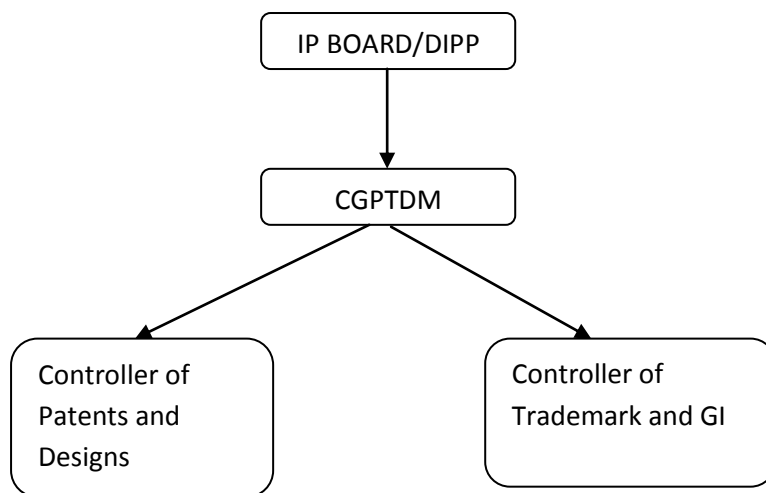 IP BOARD/DIPP
CGPTDM
Controller of
Patents and
Designs
Controller of
Trademark and GI